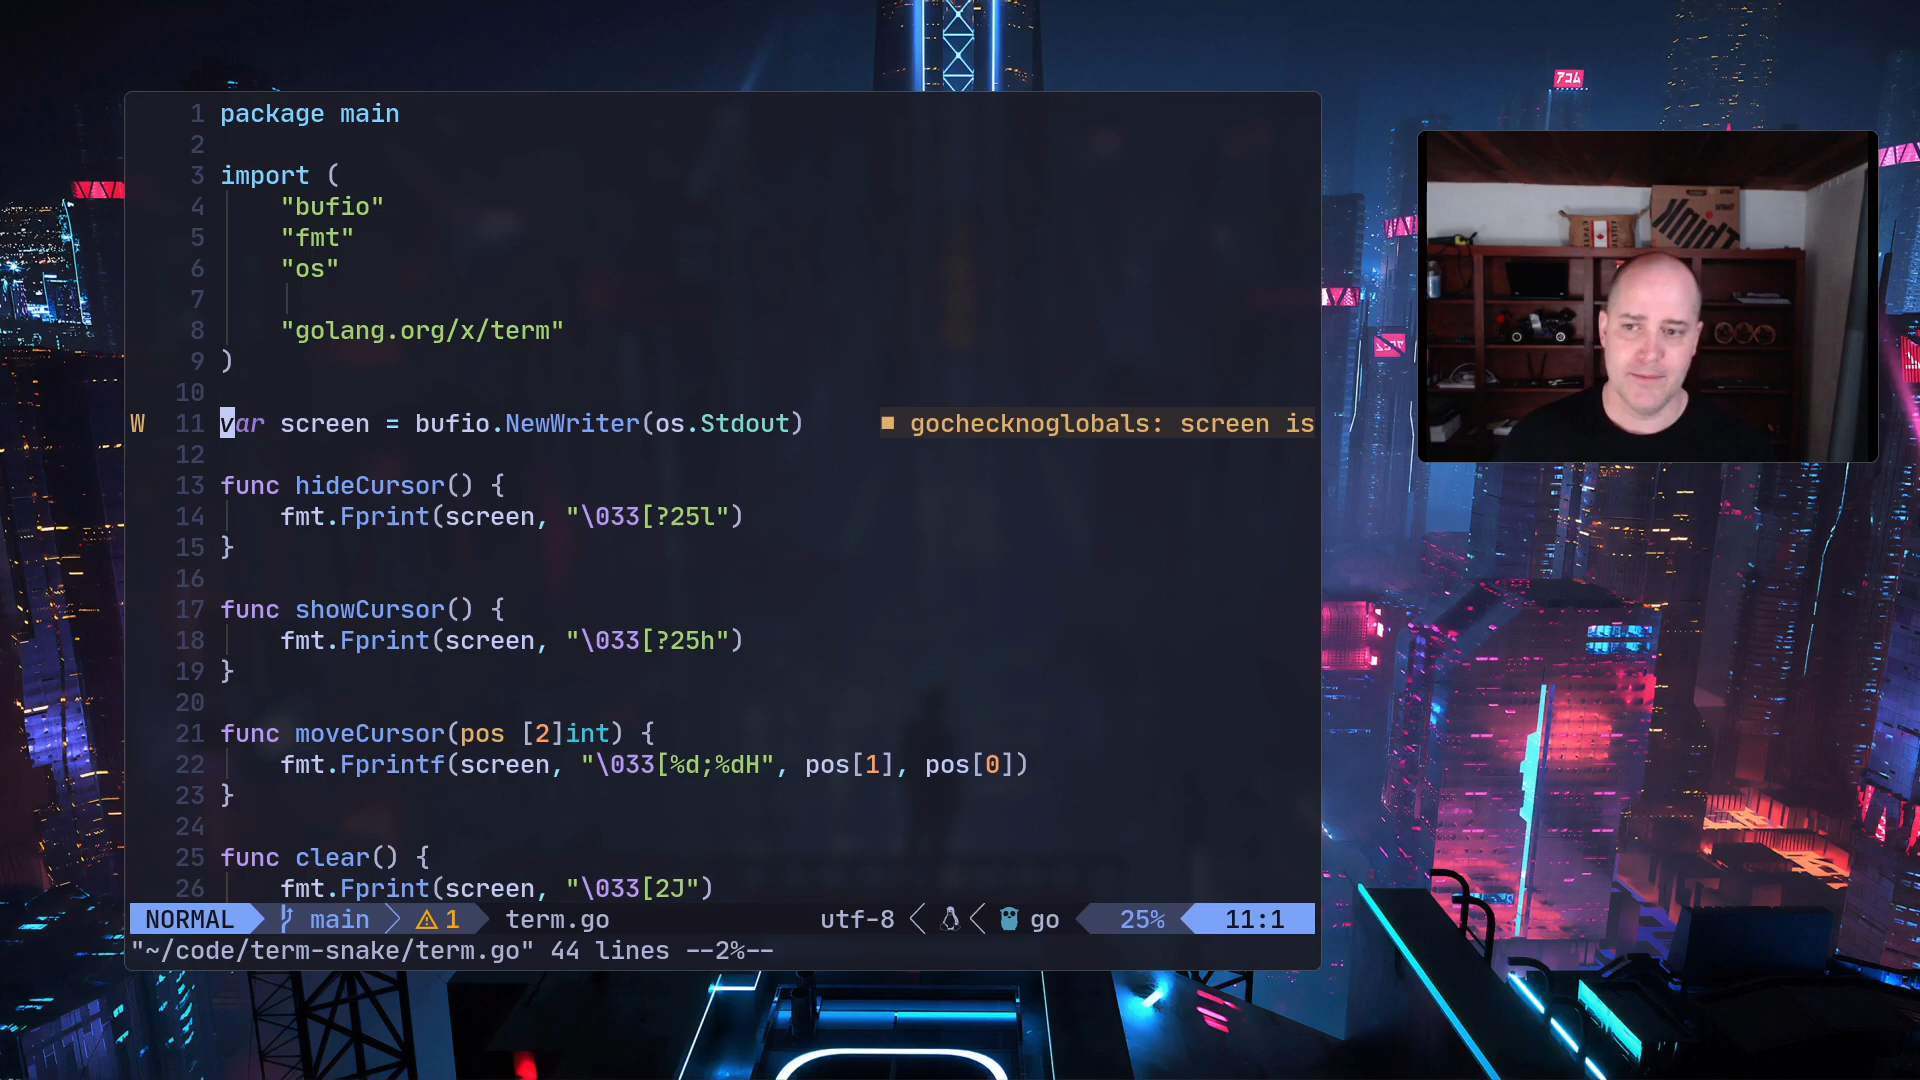 アコム
1 package main
2
3 import (
4 "bufio"
5 "fmt"
6 "os"
7
8 "golang.org/x/term"
9 )
10
W 11 var screen = bufio.NewWriter(os.Stdout) ■ gochecknoglobals: screen is
12
13 func hideCursor() {
14 fmt.Fprint(screen, "\033[?25l")
15 }
16
17 func showCursor() {
18 fmt.Fprint(screen, "\033[?25h")
19 }
20
21 func moveCursor(pos [2]int) {
22 fmt.Fprintf(screen, "\033[%d;%dH", pos[1], pos[0])
23 }
24
25 func clear() {
26 fmt.Fprint(screen, "\033[2J")
NORMAL main ⚠ 1 term.go utf-8 go 25% 11:1
"~/code/term-snake/term.go" 44 lines --2%--